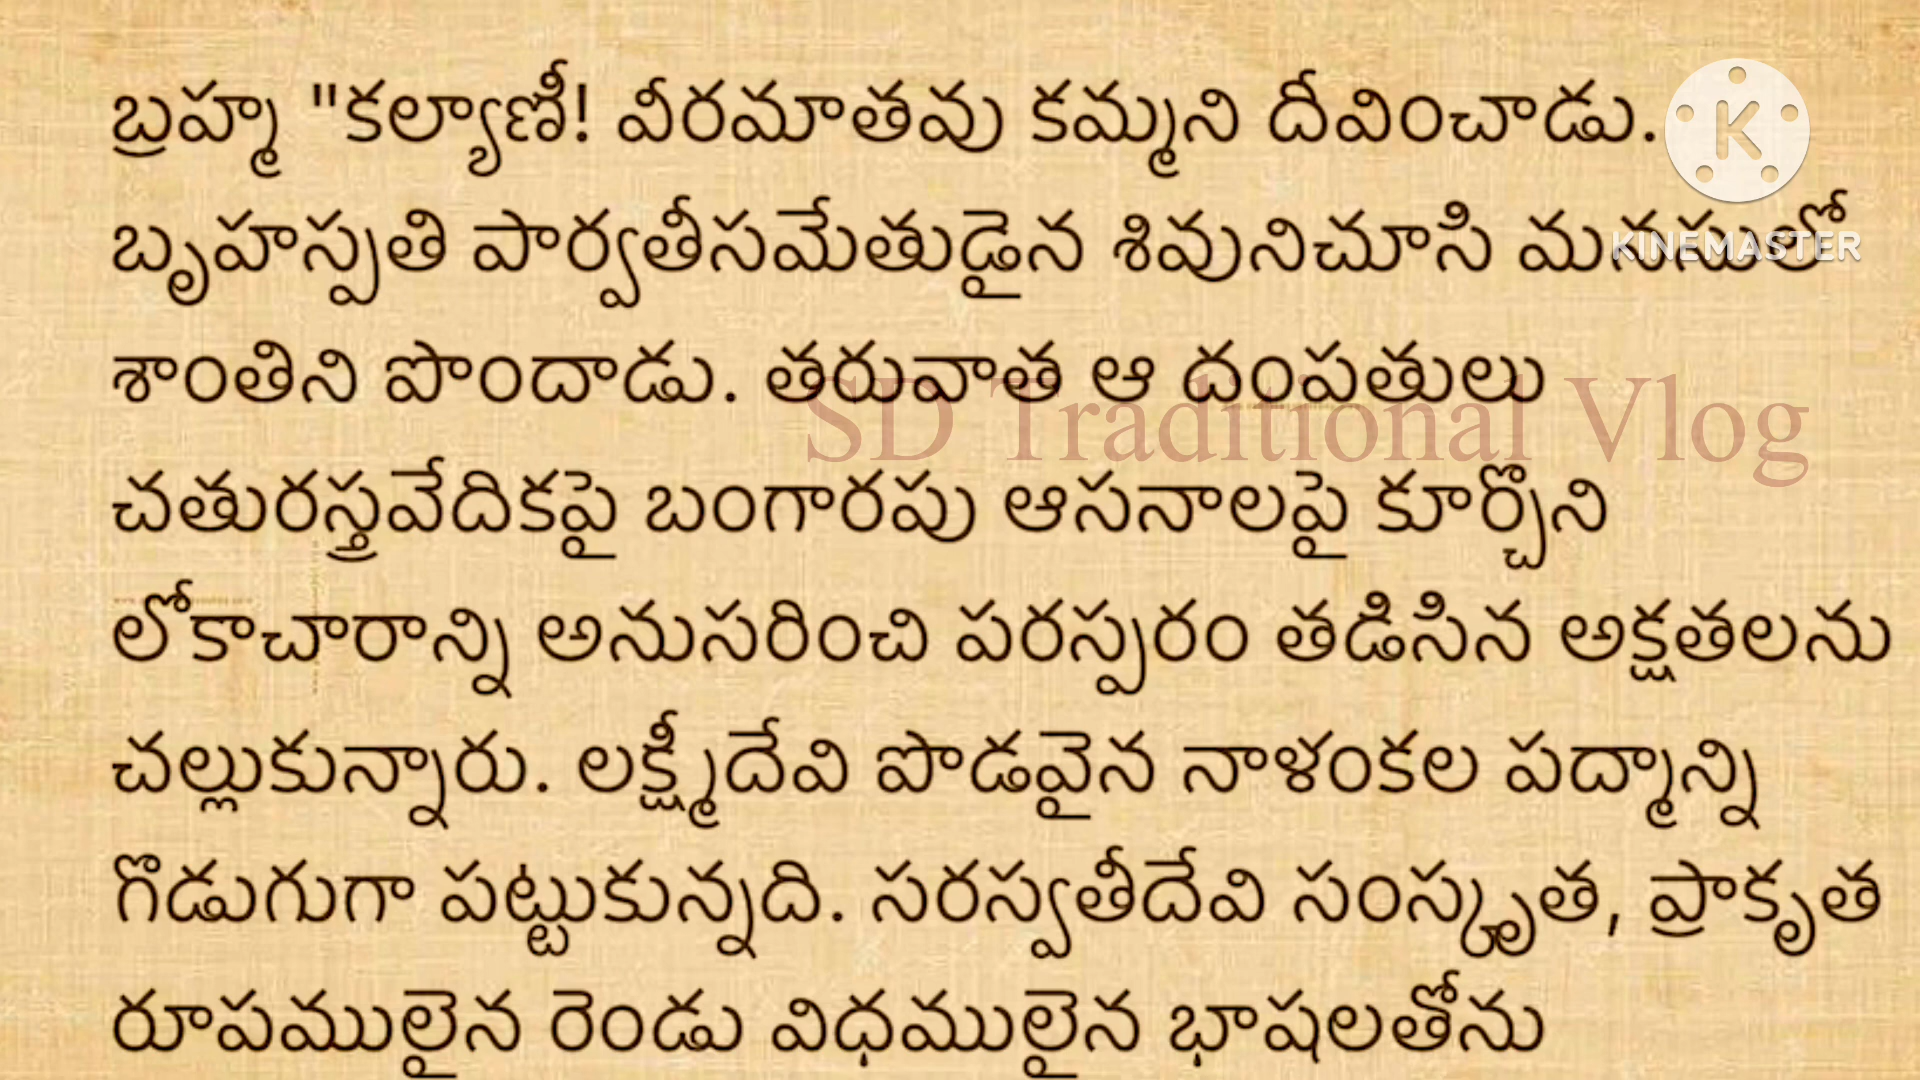 బ్రహ్మ "కల్యాణీ! వీరమాతవు కమ్మని దీవించాడు.
K
బృహస్పతి పార్వతీసమేతుడైన శివునిచూసి మనసులో
KINEMASTER
శాంతిని పొందాడు. తరువాత ఆ దంపతులు
SD Traditional Vlog
చతురస్త్రవేదికపై బంగారపు ఆసనాలపై కూర్చొని
లోకాచారాన్ని అనుసరించి పరస్పరం తడిసిన అక్షతలను
చల్లుకున్నారు. లక్ష్మీదేవి పొడవైన నాళంకల పద్మాన్ని
గొడుగుగా పట్టుకున్నది. సరస్వతీదేవి సంస్కృత, ప్రాకృత
రూపములైన రెండు విధములైన భాషలతోను